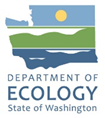 DEPARTMENT OF
ECOLOGY
State of Washington